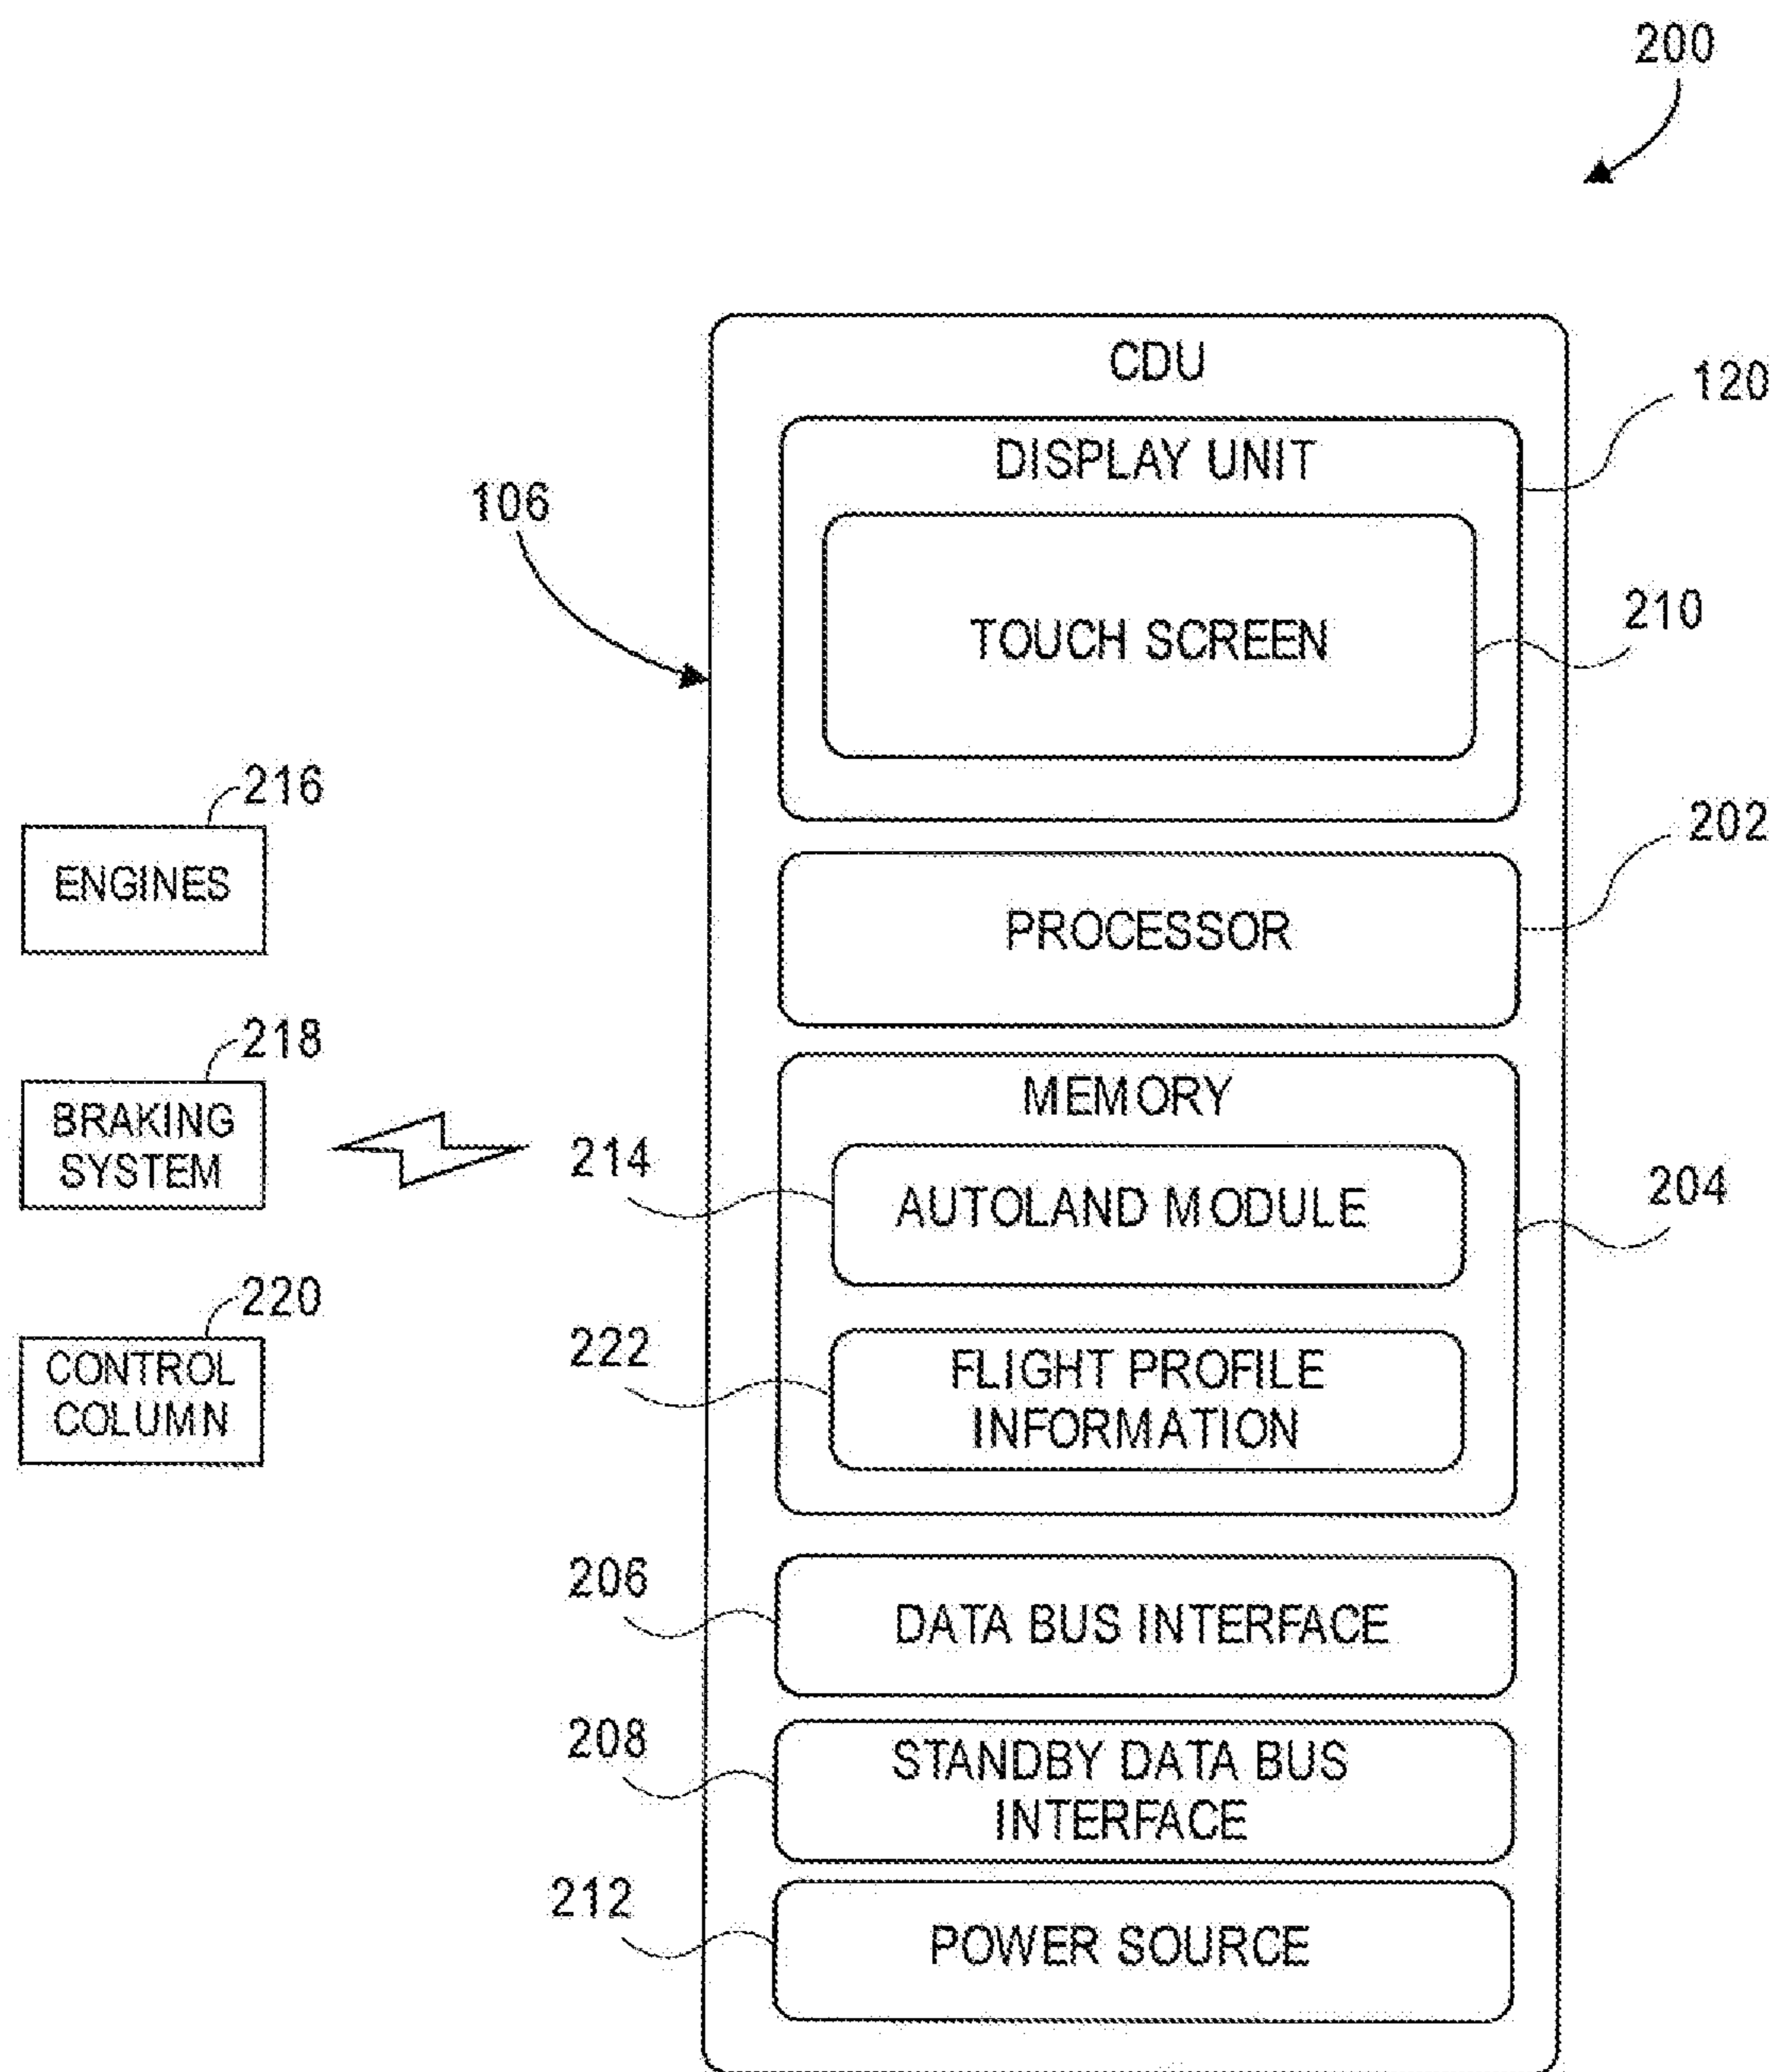 200
CDU
120
DISPLAY UNIT
106
210
TOUCH SCREEN
216
202
ENGINES
PROCESSOR
218
MEMORY
BRAKING
SYSTEM
214
204
AUTOLAND MODULE
220
222
CONTROL
COLUMN
FLIGHT PROFILE
INFORMATION
206
DATA BUS INTERFACE
208
STANDBY DATA BUS
INTERFACE
212
POWER SOURCE